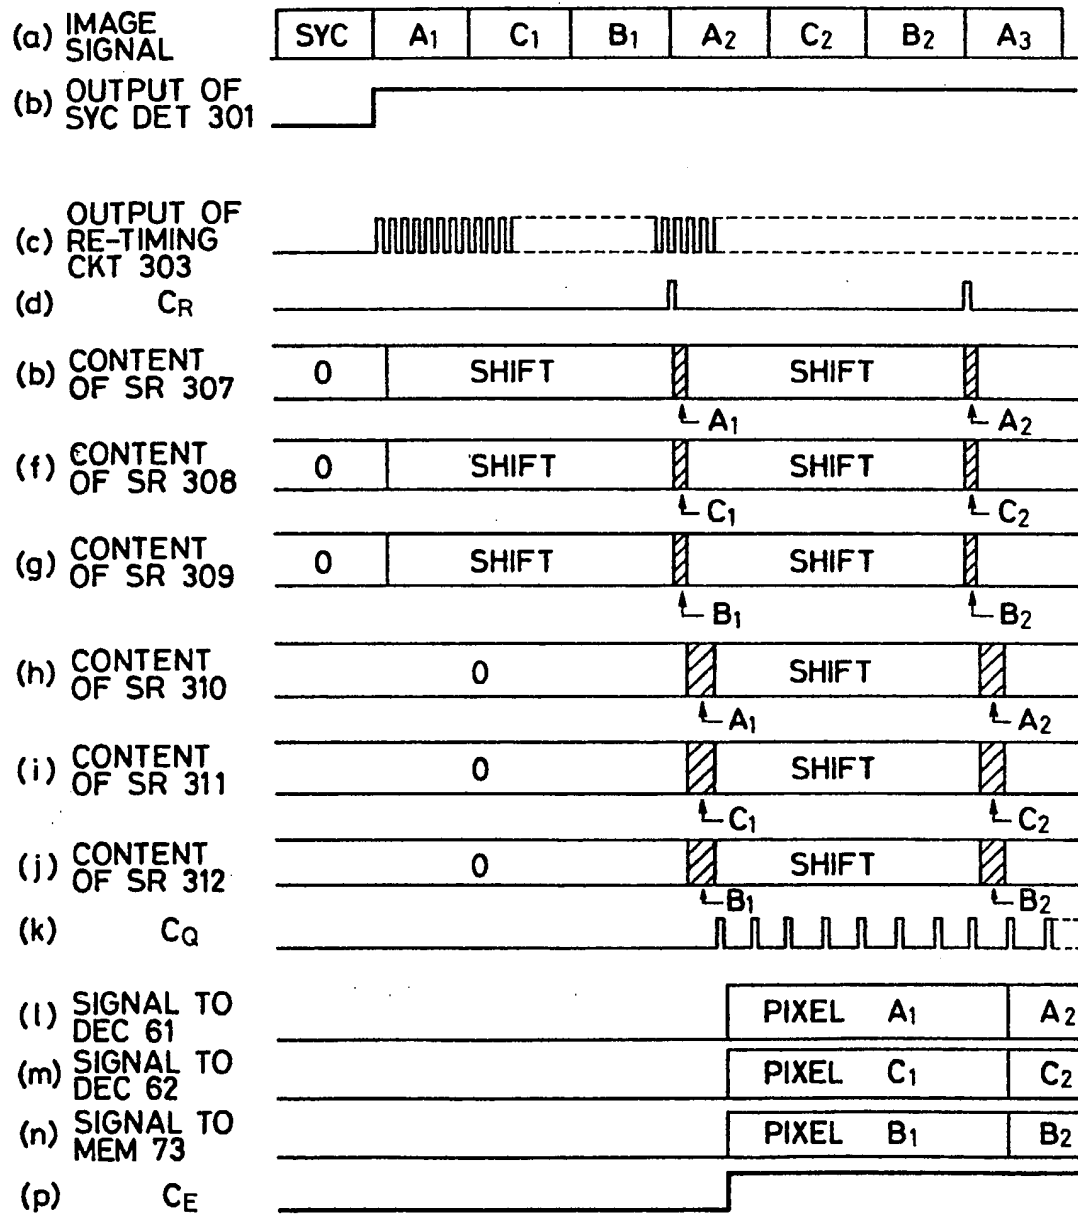 (a) IMAGE SIGNAL SYC A1 C1 B1 A2 C2 B2 A3
(b) OUTPUT OF SYC DET 301
(c) OUTPUT OF RE-TIMING CKT 303
(d) CR
(b) CONTENT OF SR 307 0 SHIFT SHIFT
A1 A2
(f) CONTENT OF SR 308 0 SHIFT SHIFT
C1 C2
(g) CONTENT OF SR 309 0 SHIFT SHIFT
B1 B2
(h) CONTENT OF SR 310 0 SHIFT
A1 A2
(i) CONTENT OF SR 311 0 SHIFT
C1 C2
(j) CONTENT OF SR 312 0 SHIFT
B1 B2
(k) CQ
(l) SIGNAL TO DEC 61 PIXEL A1 A2
(m) SIGNAL TO DEC 62 PIXEL C1 C2
(n) SIGNAL TO MEM 73 PIXEL B1 B2
(p) CE